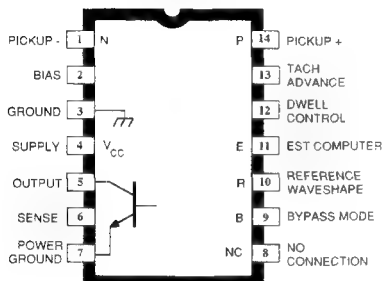 PICKUP - 1 N P 14 PICKUP +
BIAS 2 13 TACH ADVANCE
GROUND 3 12 DWELL CONTROL
SUPPLY 4 VCC E 11 EST COMPUTER
OUTPUT 5 R 10 REFERENCE WAVESHAPE
SENSE 6 B 9 BYPASS MODE
POWER GROUND 7 NC 8 NO CONNECTION